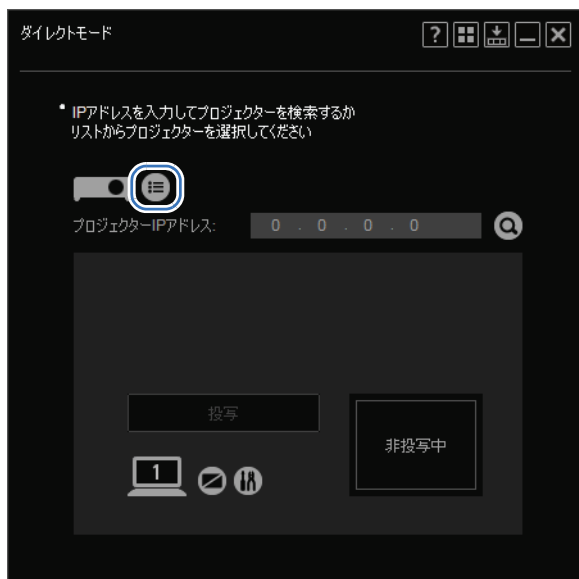 ダイレクトモード
?
• IPアドレスを入力してプロジェクターを検索するか
リストからプロジェクターを選択してください
プロジェクターIPアドレス: 0 . 0 . 0 . 0
投写
非投写中
1